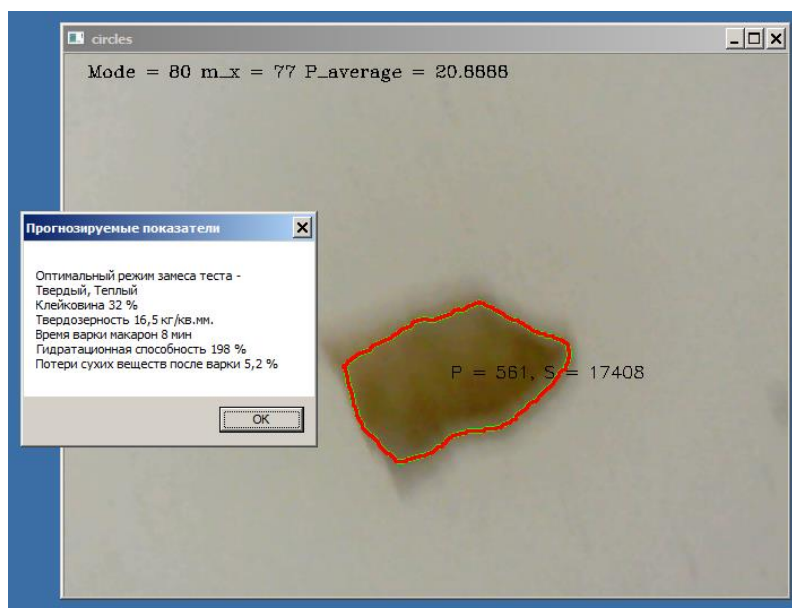 circles
Mode = 80 m_x = 77 P_average = 20.6666
Прогнозируемые показатели
Оптимальный режим замеса теста -
Твердый, Теплый
Клейковина 32 %
Твердозерность 16,5 кг/кв.мм.
Время варки макарон 8 мин
Гидратационная способность 198 %
Потери сухих веществ после варки 5,2 %
OK
P = 561, S = 17408